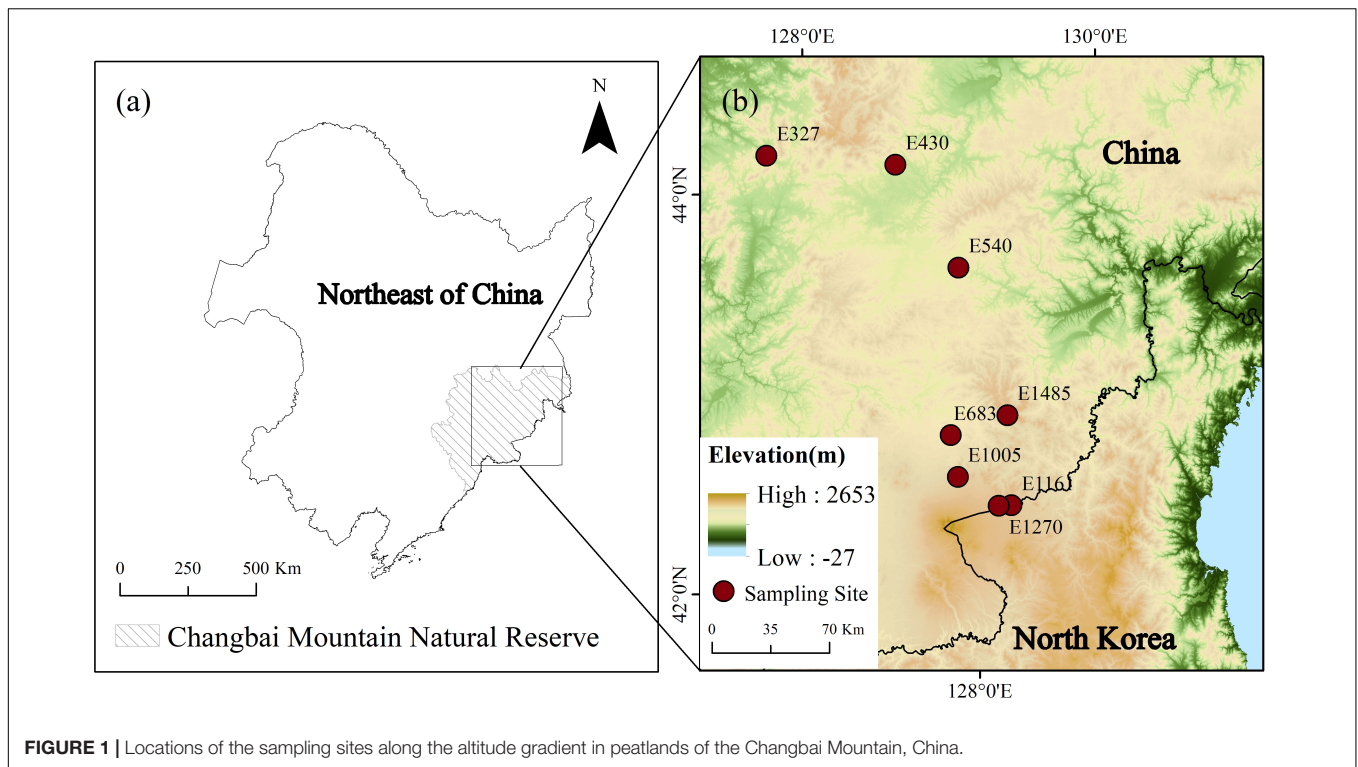 (a)
N
Northeast of China
0 250 500 Km
Changbai Mountain Natural Reserve
128°0'E 130°0'E
(b)
E327
E430
China
44°0'N
E540
E1485
E683
E1005
E116
E1270
Elevation(m)
High : 2653
Low : -27
Sampling Site
0 35 70 Km
42°0'N
North Korea
128°0'E
FIGURE 1 | Locations of the sampling sites along the altitude gradient in peatlands of the Changbai Mountain, China.